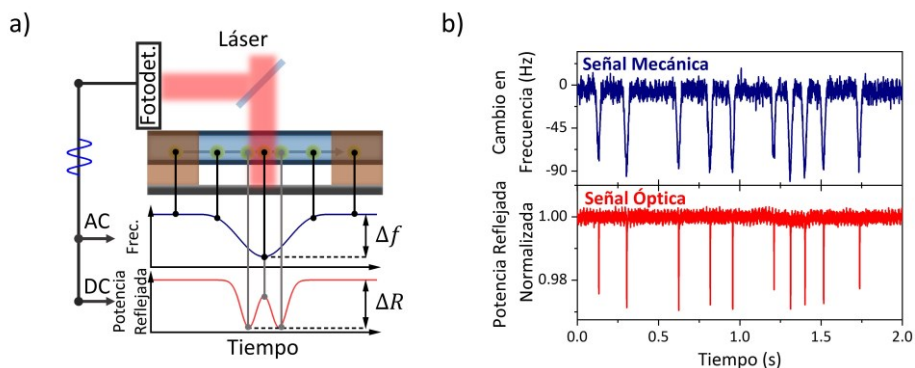 a)
Láser
Fotodet.
AC
DC
Frec.
Δf
Potencia
Reflejada
ΔR
Tiempo
b)
Señal Mecánica
Cambio en
Frecuencia (Hz)
0
-45
-90
Señal Óptica
Potencia Reflejada
Normalizada
1.00
0.98
0.0
0.5
1.0
1.5
2.0
Tiempo (s)